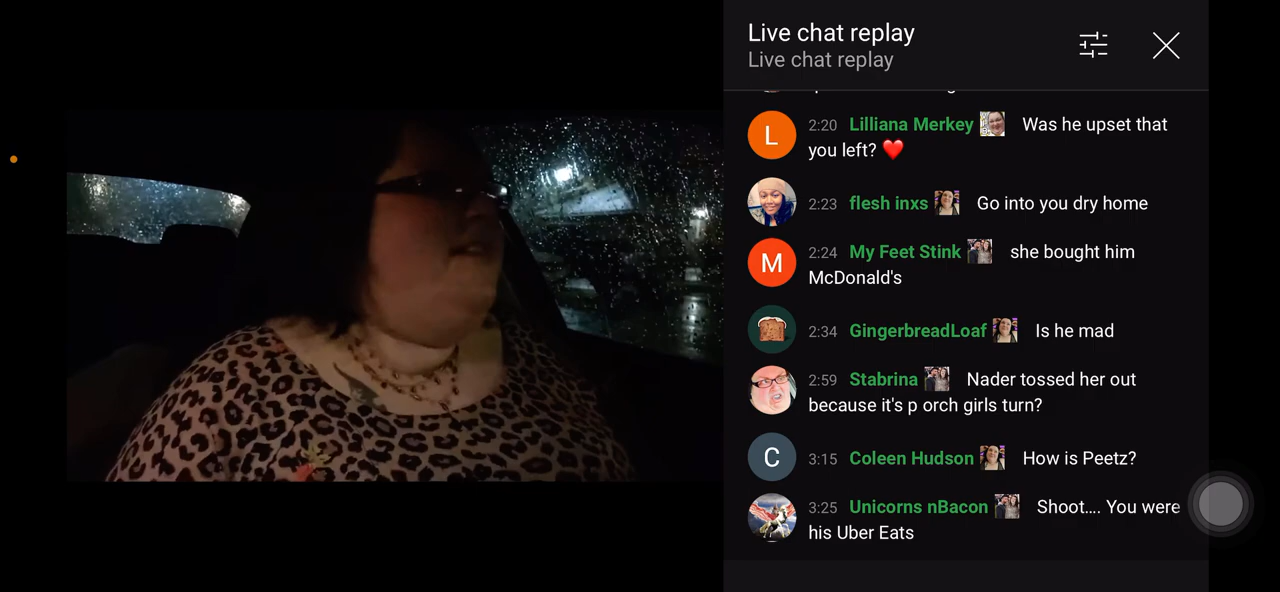 Live chat replay
Live chat replay
L 2:20 Lilliana Merkey Was he upset that
you left? ❤️
2:23 flesh inxs Go into you dry home
M 2:24 My Feet Stink she bought him
McDonald's
2:34 GingerbreadLoaf Is he mad
2:59 Stabrina Nader tossed her out
because it's p orch girls turn?
C 3:15 Coleen Hudson How is Peetz?
3:25 Unicorns nBacon Shoot.... You were
his Uber Eats